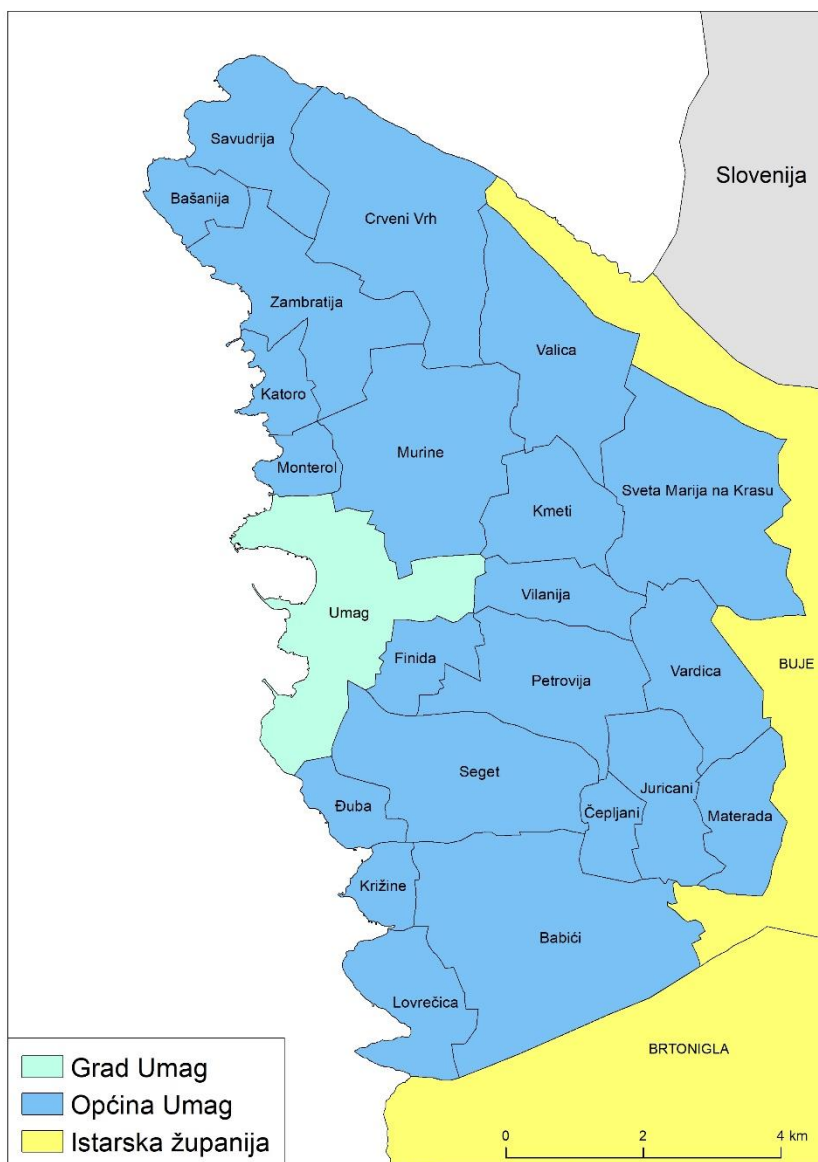 Slovenija
Savudrija
Bašanija
Crveni Vrh
Zambratija
Valica
Katoro
Murine
Monterol
Sveta Marija na Krasu
Kmeti
Vilanija
Umag
Finida
Petrovija
Vardica
BUJE
Seget
Đuba
Čepljani
Juricani
Materada
Križine
Babići
Lovrečica
BRTONIGLA
Grad Umag
Općina Umag
Istarska županija
0 2 4 km